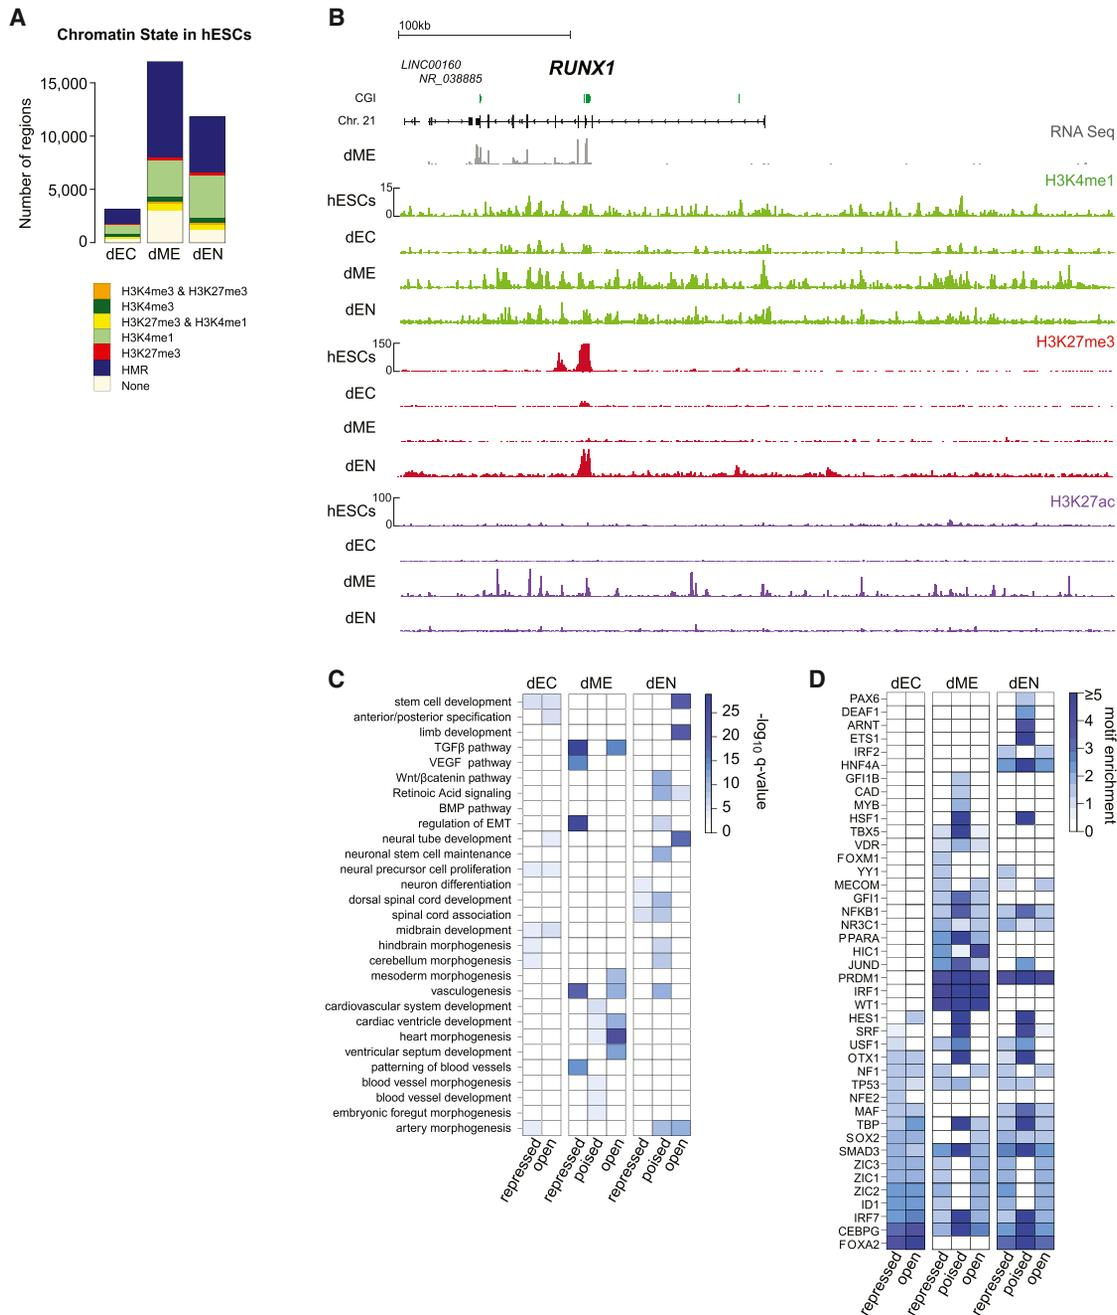 A
Chromatin State in hESCs
Number of regions
15,000
10,000
5,000
0
dEC dME dEN
H3K4me3 & H3K27me3
H3K4me3
H3K27me3 & H3K4me1
H3K4me1
H3K27me3
HMR
None
B
100kb
LINC00160
NR_038885
RUNX1
CGI
Chr. 21
RNA Seq
dME
H3K4me1
hESCs
15
0
dEC
dME
dEN
H3K27me3
hESCs
150
0
dEC
dME
dEN
H3K27ac
hESCs
100
0
dEC
dME
dEN
C
dEC dME dEN
stem cell development
anterior/posterior specification
limb development
TGFβ pathway
VEGF pathway
Wnt/βcatenin pathway
Retinoic Acid signaling
BMP pathway
regulation of EMT
neural tube development
neuronal stem cell maintenance
neural precursor cell proliferation
neuron differentiation
dorsal spinal cord development
spinal cord association
midbrain development
hindbrain morphogenesis
cerebellum morphogenesis
mesoderm morphogenesis
vasculogenesis
cardiovascular system development
cardiac ventricle development
heart morphogenesis
ventricular septum development
patterning of blood vessels
blood vessel morphogenesis
blood vessel development
embryonic foregut morphogenesis
artery morphogenesis
repressed open repressed poised open repressed poised open
25
20
15
10
5
0
-log10 q-value
D
dEC dME dEN
PAX6
DEAF1
ARNT
ETS1
IRF2
HNF4A
GFI1B
CAD
MYB
HSF1
TBX5
VDR
FOXM1
YY1
MECOM
GFI1
NFKB1
NR3C1
PPARA
HIC1
JUND
PRDM1
IRF1
WT1
HES1
SRF
USF1
OTX1
NF1
TP53
NFE2
MAF
TBP
SOX2
SMAD3
ZIC3
ZIC1
ZIC2
ID1
IRF7
CEBPG
FOXA2
repressed open repressed poised open repressed poised open
≥5
4
3
2
1
0
motif enrichment